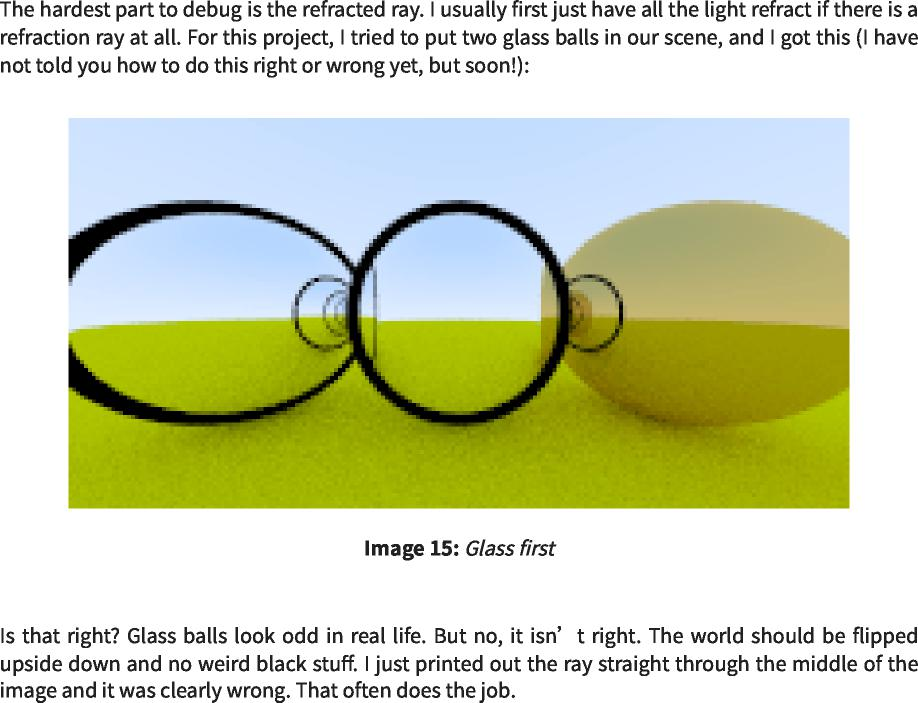 The hardest part to debug is the refracted ray. I usually first just have all the light refract if there is a
refraction ray at all. For this project, I tried to put two glass balls in our scene, and I got this (I have
not told you how to do this right or wrong yet, but soon!):
Image 15: Glass first
Is that right? Glass balls look odd in real life. But no, it isn’ t right. The world should be flipped
upside down and no weird black stuff. I just printed out the ray straight through the middle of the
image and it was clearly wrong. That often does the job.